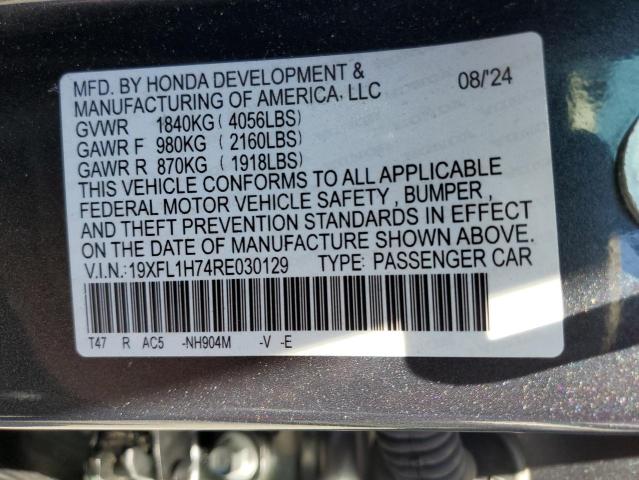 MFD. BY HONDA DEVELOPMENT &
MANUFACTURING OF AMERICA, LLC 08/'24
GVWR 1840KG ( 4056LBS)
GAWR F 980KG ( 2160LBS)
GAWR R 870KG ( 1918LBS)
THIS VEHICLE CONFORMS TO ALL APPLICABLE
FEDERAL MOTOR VEHICLE SAFETY , BUMPER ,
AND THEFT PREVENTION STANDARDS IN EFFECT
ON THE DATE OF MANUFACTURE SHOWN ABOVE.
V.I.N.:19XFL1H74RE030129 TYPE: PASSENGER CAR
T47 R AC5 -NH904M -V -E